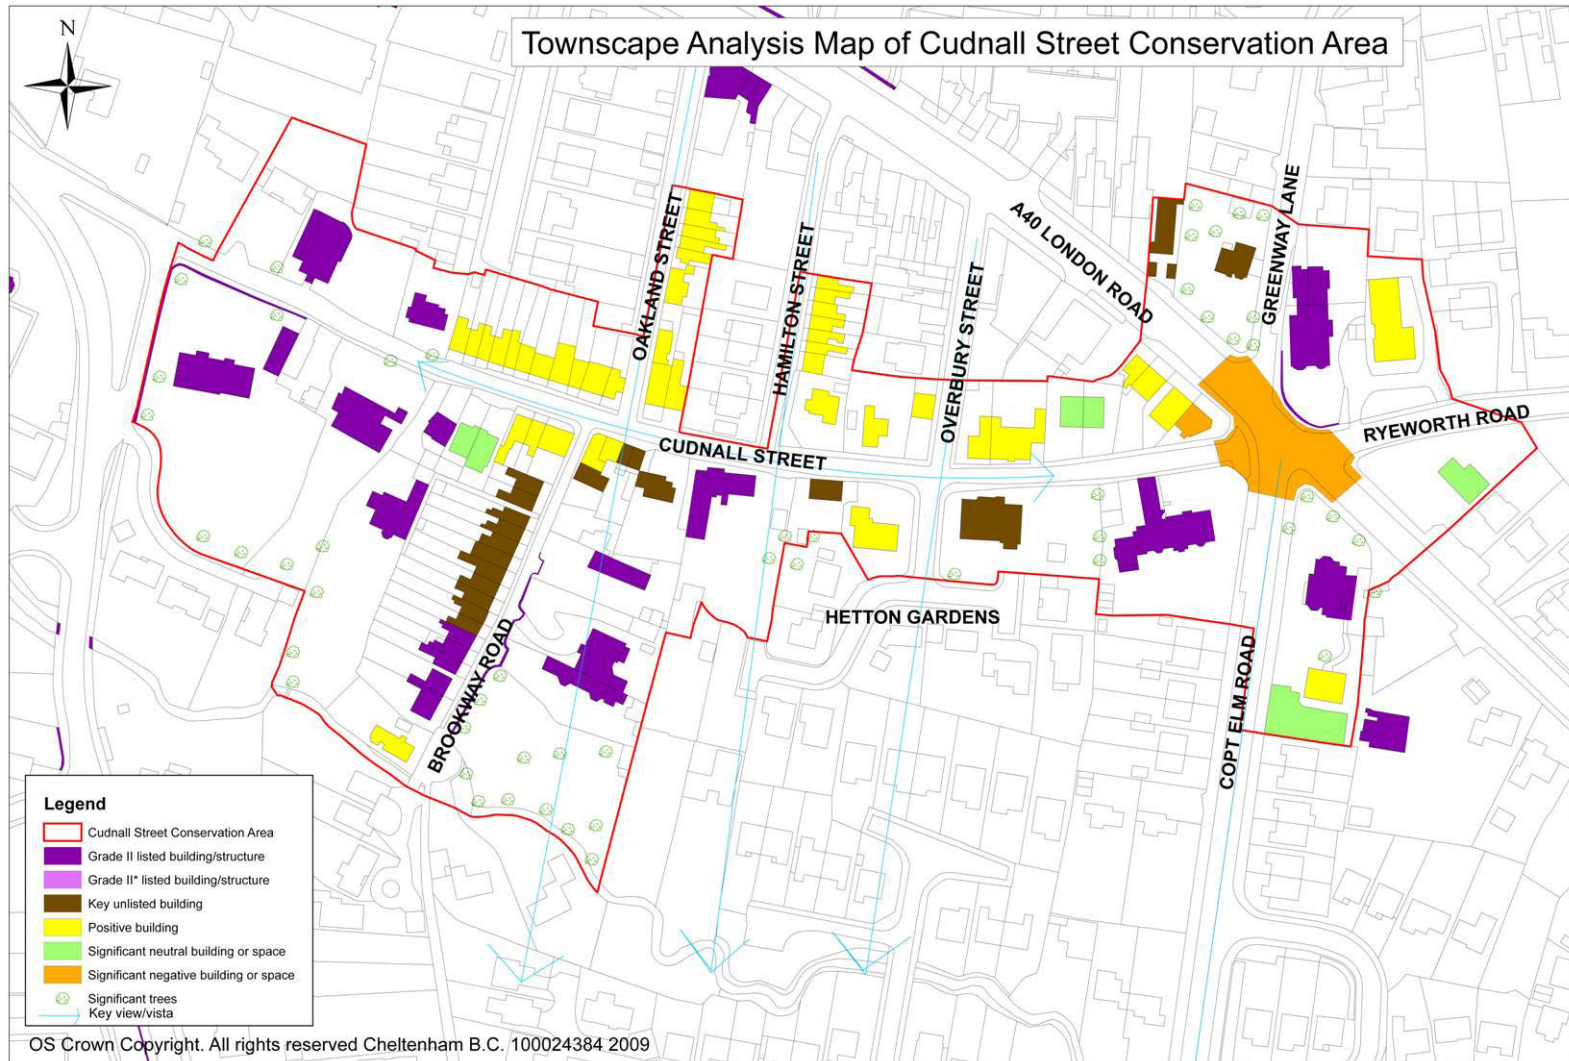 Townscape Analysis Map of Cudnall Street Conservation Area
N
OAKLAND STREET
HAMILTON STREET
OVERBURY STREET
A40 LONDON ROAD
GREENWAY LANE
RYEWORTH ROAD
CUDNALL STREET
HETTON GARDENS
BROOKWAY ROAD
COPT ELM ROAD
Legend
Cudnall Street Conservation Area
Grade II listed building/structure
Grade II* listed building/structure
Key unlisted building
Positive building
Significant neutral building or space
Significant negative building or space
Significant trees
Key view/vista
OS Crown Copyright. All rights reserved Cheltenham B.C. 100024384 2009